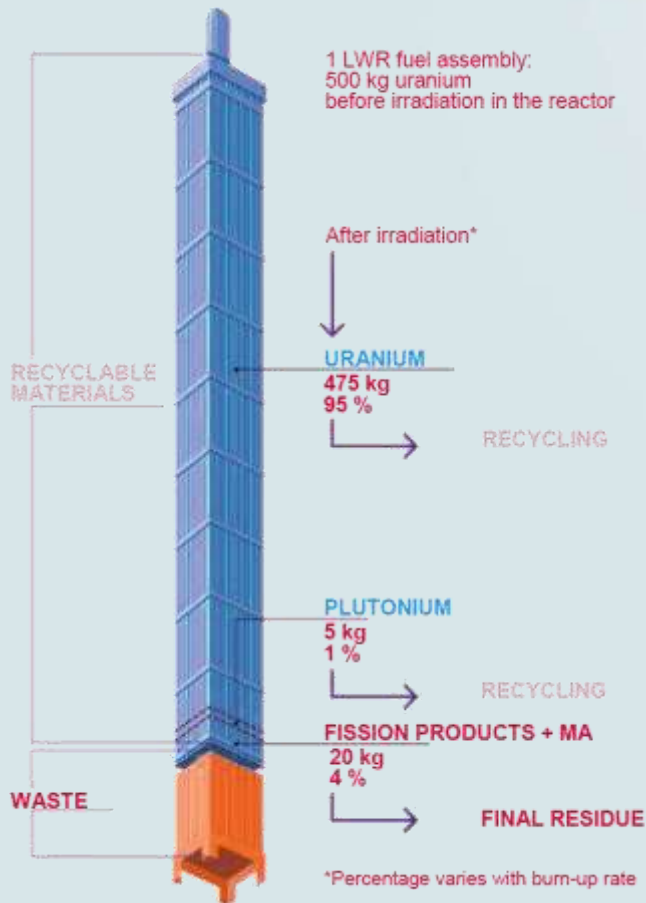 1 LWR fuel assembly:
500 kg uranium
before irradiation in the reactor
After irradiation*
URANIUM
475 kg
95 %
RECYCLABLE
MATERIALS
RECYCLING
PLUTONIUM
5 kg
1 %
RECYCLING
FISSION PRODUCTS + MA
20 kg
4 %
WASTE
FINAL RESIDUE
*Percentage varies with burn-up rate